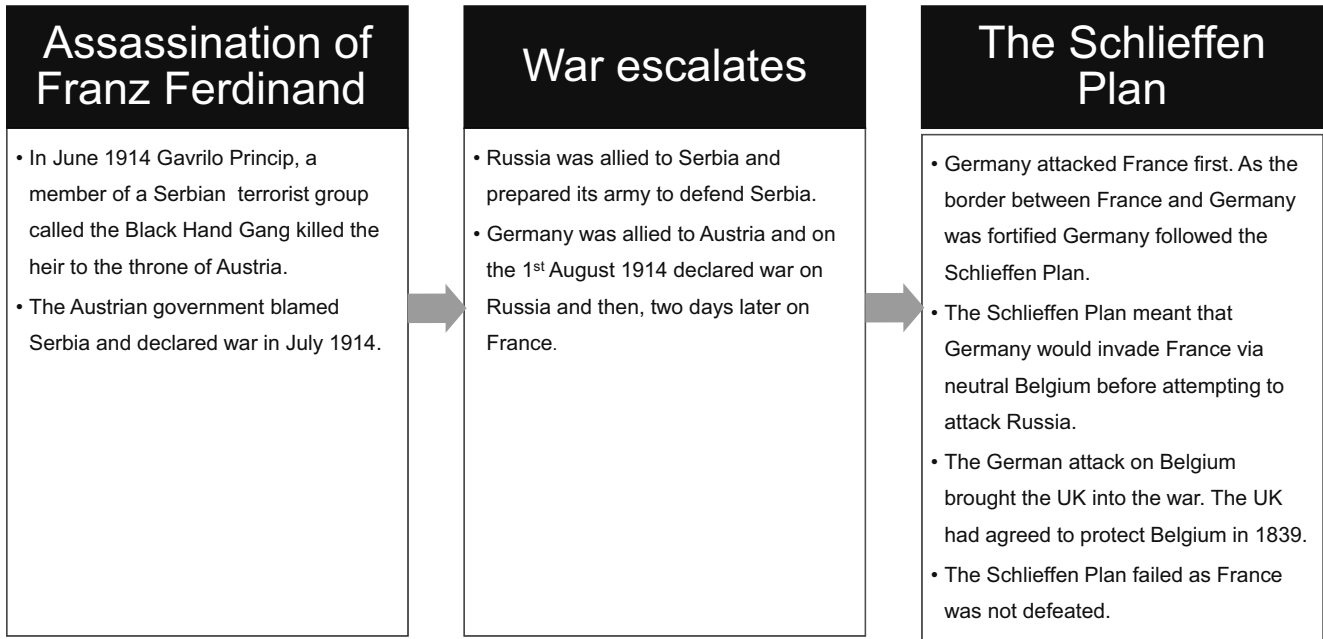 Assassination of
Franz Ferdinand
• In June 1914 Gavrilo Princip, a
member of a Serbian terrorist group
called the Black Hand Gang killed the
heir to the throne of Austria.
• The Austrian government blamed
Serbia and declared war in July 1914.
War escalates
• Russia was allied to Serbia and
prepared its army to defend Serbia.
• Germany was allied to Austria and on
the 1st August 1914 declared war on
Russia and then, two days later on
France.
The Schlieffen
Plan
• Germany attacked France first. As the
border between France and Germany
was fortified Germany followed the
Schlieffen Plan.
• The Schlieffen Plan meant that
Germany would invade France via
neutral Belgium before attempting to
attack Russia.
• The German attack on Belgium
brought the UK into the war. The UK
had agreed to protect Belgium in 1839.
• The Schlieffen Plan failed as France
was not defeated.